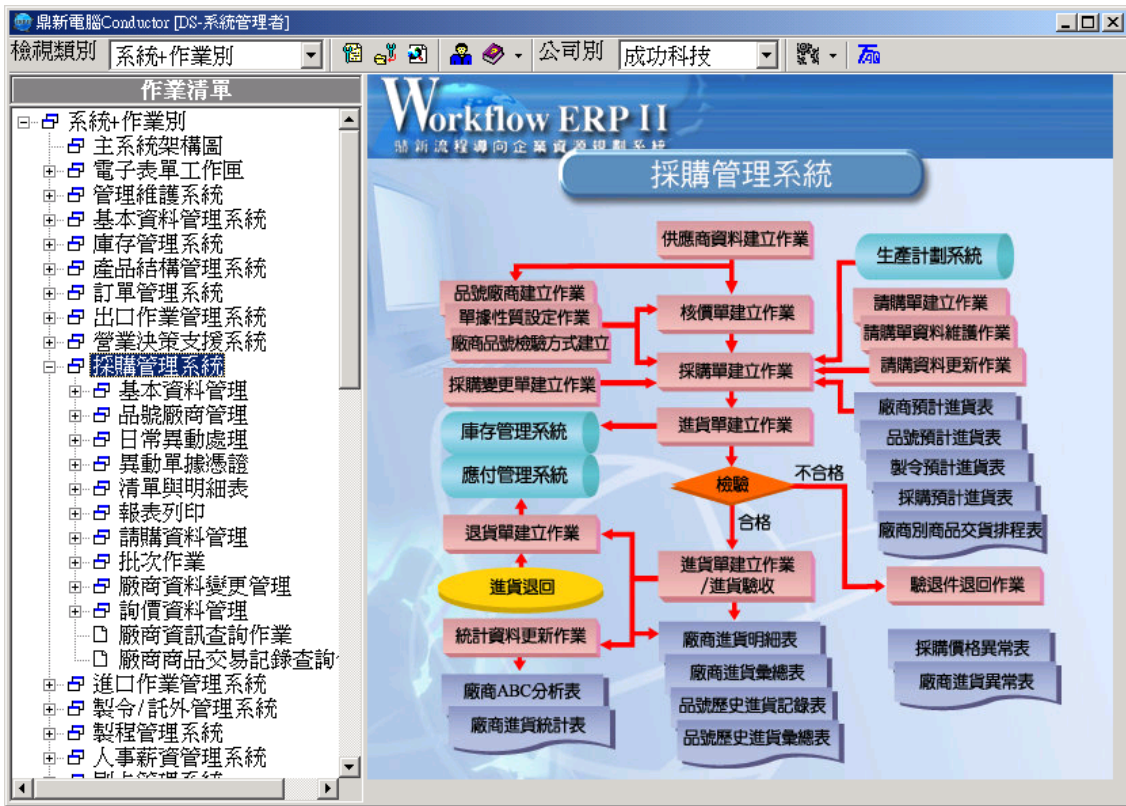 鼎新電腦Conductor [DS-系統管理者]
檢視類別 系統+作業別 公司別 成功科技
作業清單
系統+作業別
主系統架構圖
電子表單工作匣
管理維護系統
基本資料管理系統
庫存管理系統
產品結構管理系統
訂單管理系統
出口作業管理系統
營業決策支援系統
採購管理系統
基本資料管理
品號廠商管理
日常異動處理
異動單據憑證
清單與明細表
報表列印
請購資料管理
批次作業
廠商資料變更管理
詢價資料管理
廠商資訊查詢作業
廠商商品交易記錄查詢
進口作業管理系統
製令/託外管理系統
製程管理系統
人事薪資管理系統
Workflow ERP II
鼎新流程導向企業資源規劃系統
採購管理系統
供應商資料建立作業
生產計劃系統
品號廠商建立作業
單據性質設定作業
廠商品號檢驗方式建立
核價單建立作業
請購單建立作業
請購單資料維護作業
請購資料更新作業
採購變更單建立作業
採購單建立作業
廠商預計進貨表
品號預計進貨表
製令預計進貨表
採購預計進貨表
廠商別商品交貨排程表
庫存管理系統
進貨單建立作業
應付管理系統
檢驗
不合格
合格
退貨單建立作業
進貨單建立作業
/進貨驗收
驗退件退回作業
進貨退回
統計資料更新作業
廠商進貨明細表
廠商進貨彙總表
品號歷史進貨記錄表
品號歷史進貨彙總表
採購價格異常表
廠商進貨異常表
廠商ABC分析表
廠商進貨統計表